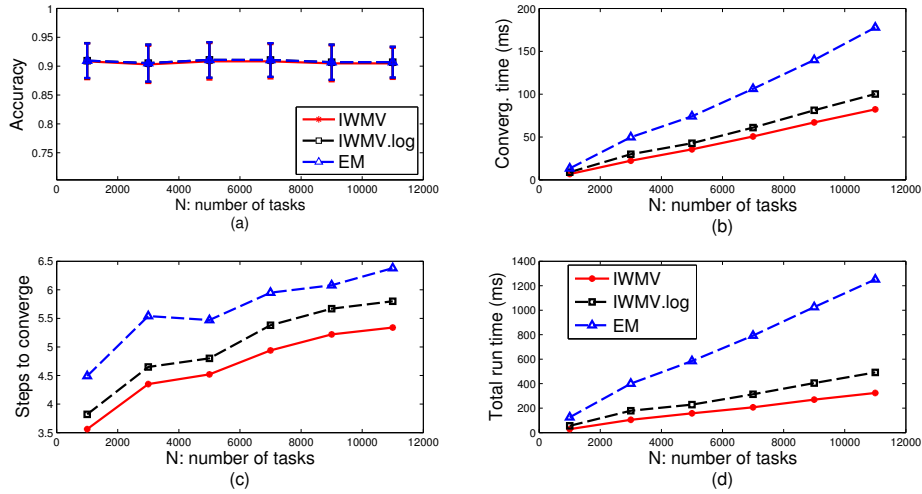 1
0.95
0.9
0.85
0.8
0.75
Accuracy
IWMV
IWMV.log
EM
0 2000 4000 6000 8000 10000 12000
N: number of tasks
(a)
200
150
100
50
0
Converg. time (ms)
0 2000 4000 6000 8000 10000 12000
N: number of tasks
(b)
6.5
6
5.5
5
4.5
4
3.5
Steps to converge
0 2000 4000 6000 8000 10000 12000
N: number of tasks
(c)
1400
1200
1000
800
600
400
200
0
Total run time (ms)
IWMV
IWMV.log
EM
0 2000 4000 6000 8000 10000 12000
N: number of tasks
(d)